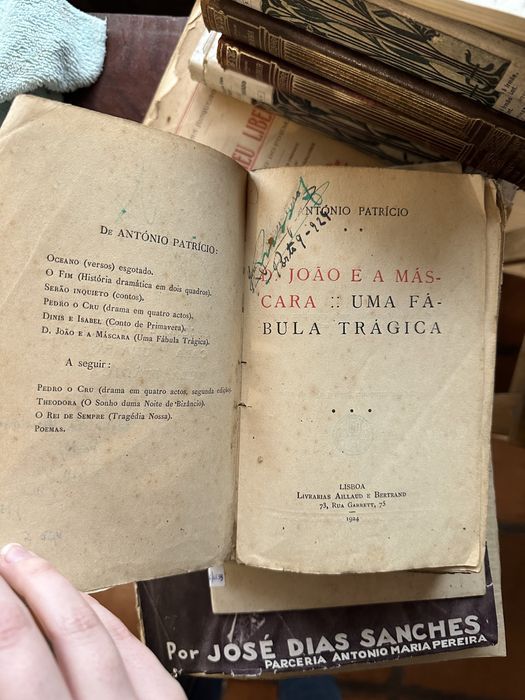 De António Patrício:
Oceano (versos) esgotado.
O Fim (História dramática em dois quadros).
Serão inquieto (contos).
Pedro o Cru (drama em quatro actos).
Dinis e Isabel (Conto de Primavera).
D. João e a Máscara (Uma Fábula Trágica).
A seguir:
Pedro o Cru (drama em quatro actos, segunda edição
Theodora (O Sonho duma Noite de Bizâncio).
O Rei de Sempre (Tragédia Nossa).
Poemas.
Porto 9-929
António Patrício
João e a Más-
cara :: Uma Fá-
bula Trágica
Lisboa
Livrarias Aillaud e Bertrand
73, Rua Garrett, 75
1924
Por José Dias Sanches
Parceria Antonio Maria Pereira